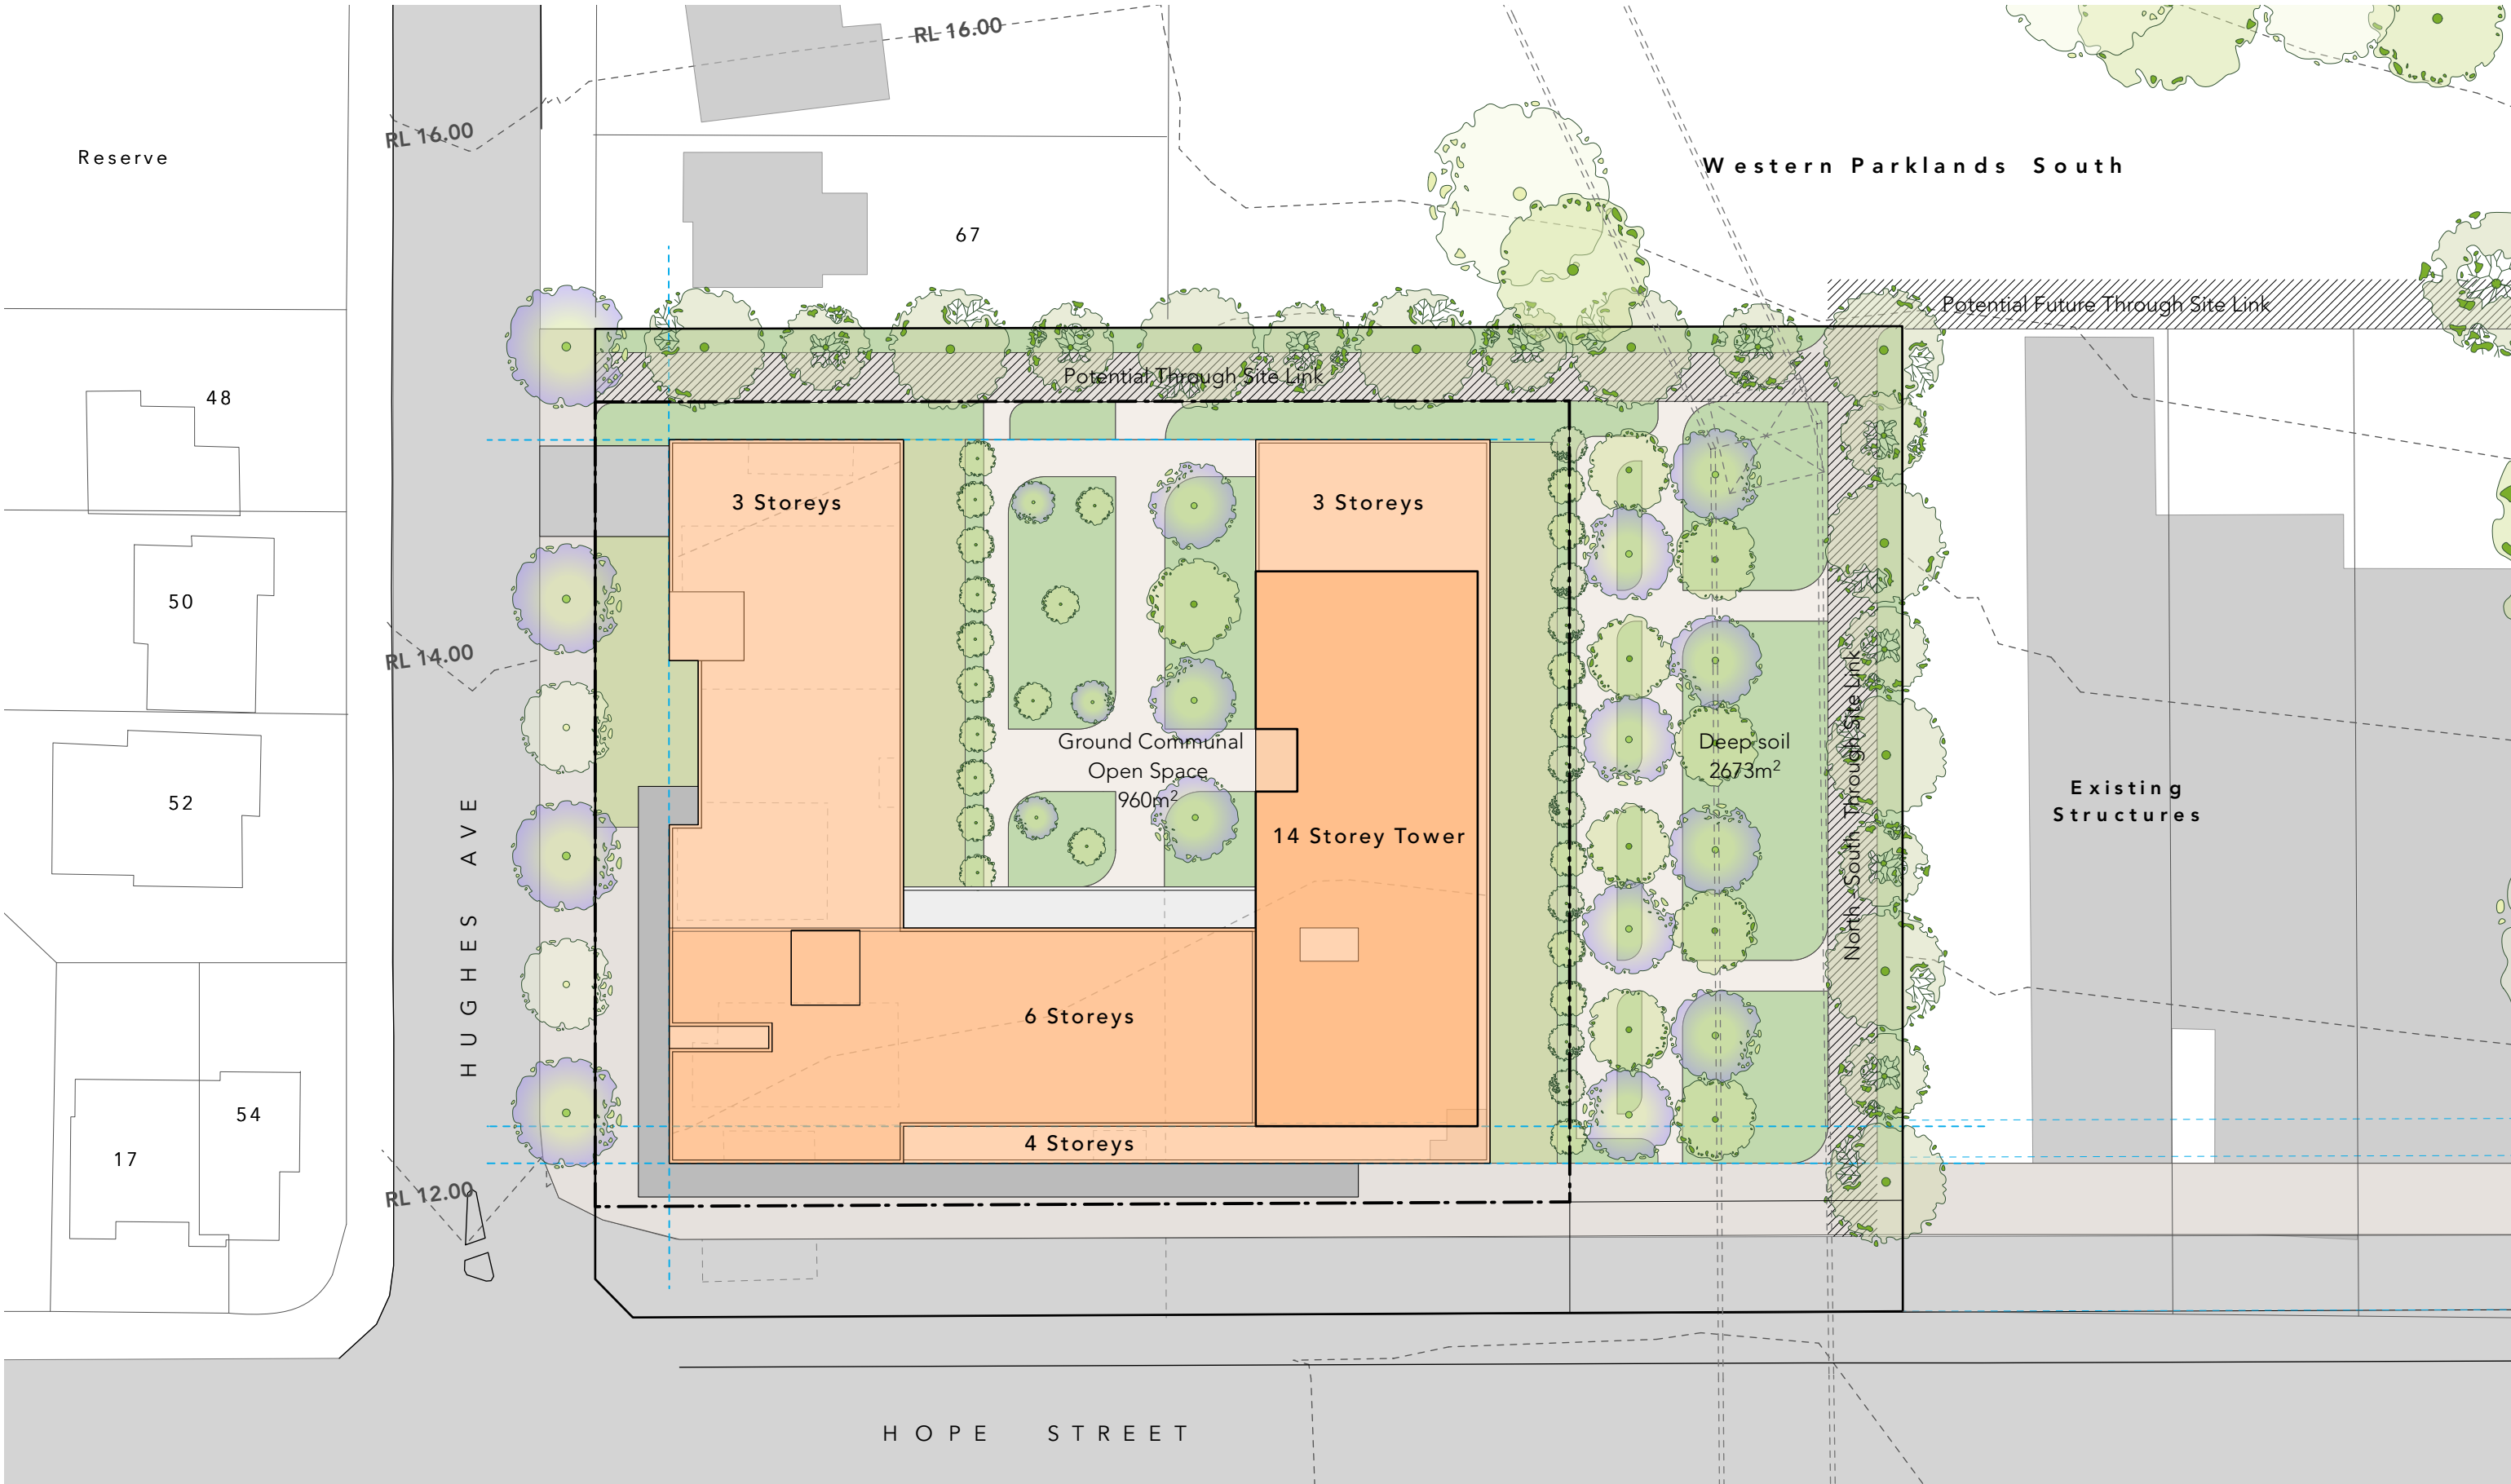 RL 16.00
RL 16.00
Reserve
Western Parklands South
67
Potential Future Through Site Link
Potential Through Site Link
48
3 Storeys
3 Storeys
50
RL 14.00
Ground Communal
Open Space
960m²
Deep soil
2673m²
North - South Through Site Link
Existing
Structures
52
14 Storey Tower
HUGHES AVE
6 Storeys
54
4 Storeys
17
RL 12.00
HOPE STREET